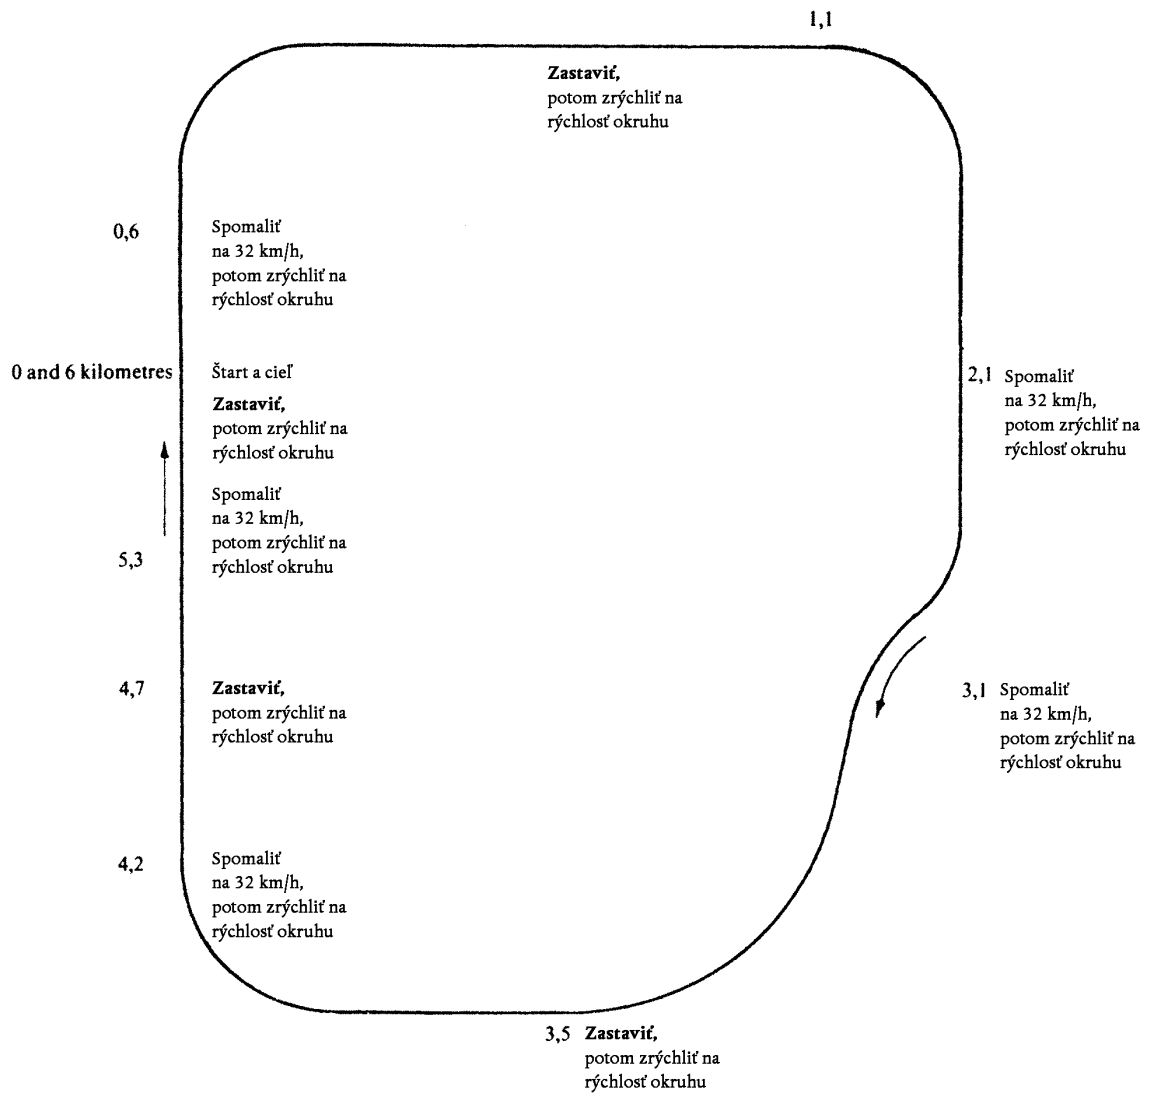 1,1
Zastaviť,
potom zrýchliť na
rýchlosť okruhu
0,6
Spomaliť
na 32 km/h,
potom zrýchliť na
rýchlosť okruhu
0 and 6 kilometres
Štart a cieľ
Zastaviť,
potom zrýchliť na
rýchlosť okruhu
2,1
Spomaliť
na 32 km/h,
potom zrýchliť na
rýchlosť okruhu
5,3
Spomaliť
na 32 km/h,
potom zrýchliť na
rýchlosť okruhu
4,7
Zastaviť,
potom zrýchliť na
rýchlosť okruhu
3,1
Spomaliť
na 32 km/h,
potom zrýchliť na
rýchlosť okruhu
4,2
Spomaliť
na 32 km/h,
potom zrýchliť na
rýchlosť okruhu
3,5
Zastaviť,
potom zrýchliť na
rýchlosť okruhu